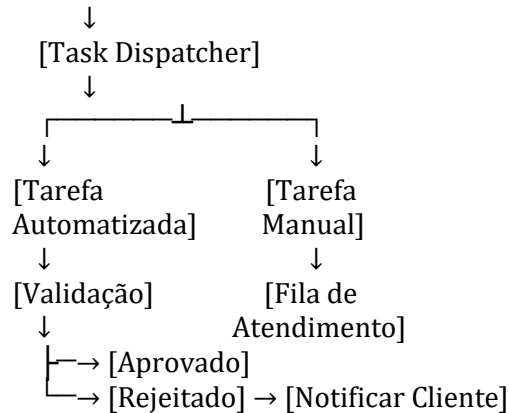 ↓
[Task Dispatcher]
↓
┌───────┴───────┐
↓ ↓
[Tarefa [Tarefa
Automatizada] Manual]
↓ ↓
[Validação] [Fila de
↓ Atendimento]
├─→ [Aprovado]
└─→ [Rejeitado] → [Notificar Cliente]